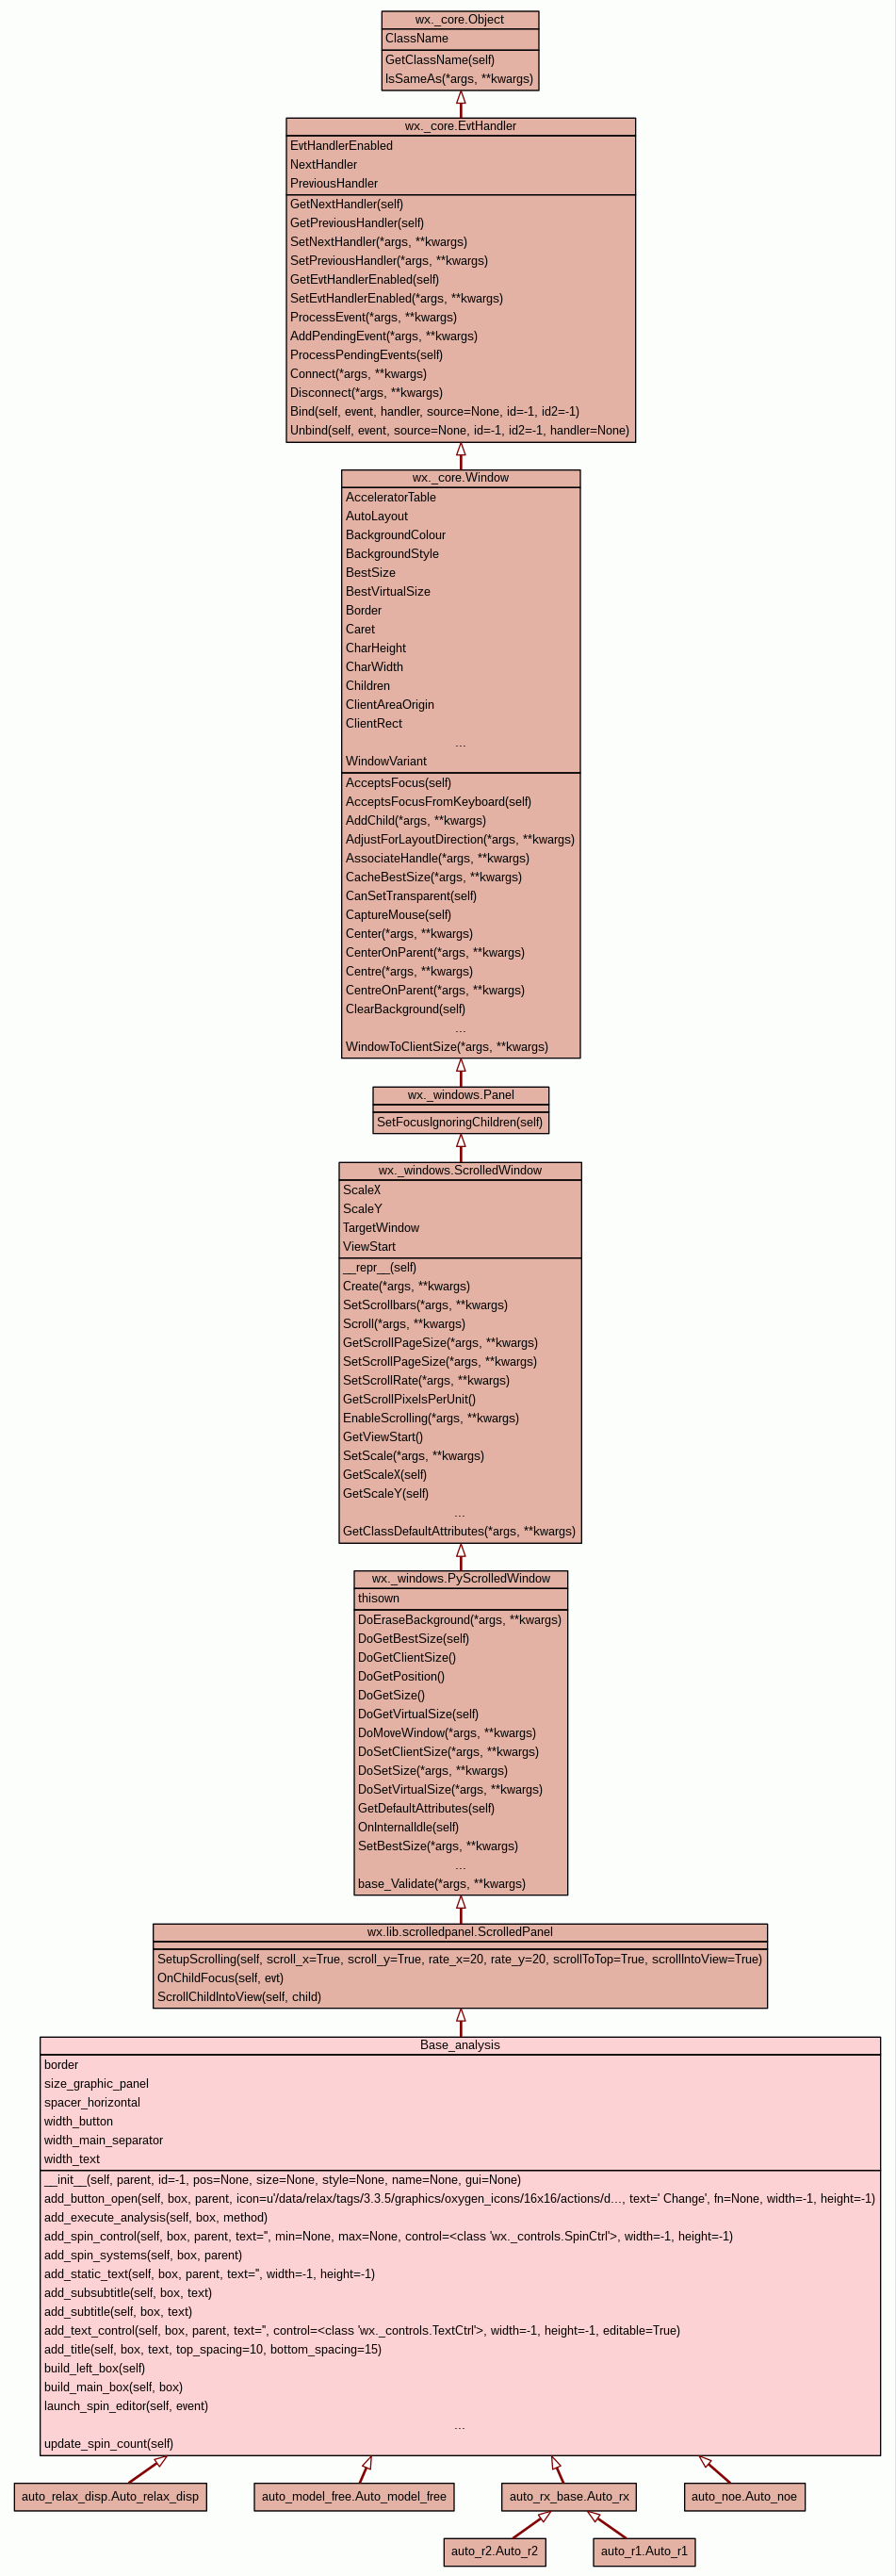 wx._core.Object
ClassName
GetClassName(self)
IsSameAs(*args, **kwargs)
wx._core.EvtHandler
EvtHandlerEnabled
NextHandler
PreviousHandler
GetNextHandler(self)
GetPreviousHandler(self)
SetNextHandler(*args, **kwargs)
SetPreviousHandler(*args, **kwargs)
GetEvtHandlerEnabled(self)
SetEvtHandlerEnabled(*args, **kwargs)
ProcessEvent(*args, **kwargs)
AddPendingEvent(*args, **kwargs)
ProcessPendingEvents(self)
Connect(*args, **kwargs)
Disconnect(*args, **kwargs)
Bind(self, event, handler, source=None, id=-1, id2=-1)
Unbind(self, event, source=None, id=-1, id2=-1, handler=None)
wx._core.Window
AcceleratorTable
AutoLayout
BackgroundColour
BackgroundStyle
BestSize
BestVirtualSize
Border
Caret
CharHeight
CharWidth
Children
ClientAreaOrigin
ClientRect
...
WindowVariant
AcceptsFocus(self)
AcceptsFocusFromKeyboard(self)
AddChild(*args, **kwargs)
AdjustForLayoutDirection(*args, **kwargs)
AssociateHandle(*args, **kwargs)
CacheBestSize(*args, **kwargs)
CanSetTransparent(self)
CaptureMouse(self)
Center(*args, **kwargs)
CenterOnParent(*args, **kwargs)
Centre(*args, **kwargs)
CentreOnParent(*args, **kwargs)
ClearBackground(self)
...
WindowToClientSize(*args, **kwargs)
wx._windows.Panel
SetFocusIgnoringChildren(self)
wx._windows.ScrolledWindow
ScaleX
ScaleY
TargetWindow
ViewStart
__repr__(self)
Create(*args, **kwargs)
SetScrollbars(*args, **kwargs)
Scroll(*args, **kwargs)
GetScrollPageSize(*args, **kwargs)
SetScrollPageSize(*args, **kwargs)
SetScrollRate(*args, **kwargs)
GetScrollPixelsPerUnit()
EnableScrolling(*args, **kwargs)
GetViewStart()
SetScale(*args, **kwargs)
GetScaleX(self)
GetScaleY(self)
...
GetClassDefaultAttributes(*args, **kwargs)
wx._windows.PyScrolledWindow
thisown
DoEraseBackground(*args, **kwargs)
DoGetBestSize(self)
DoGetClientSize()
DoGetPosition()
DoGetSize()
DoGetVirtualSize(self)
DoMoveWindow(*args, **kwargs)
DoSetClientSize(*args, **kwargs)
DoSetSize(*args, **kwargs)
DoSetVirtualSize(*args, **kwargs)
GetDefaultAttributes(self)
OnInternalIdle(self)
SetBestSize(*args, **kwargs)
...
base_Validate(*args, **kwargs)
wx.lib.scrolledpanel.ScrolledPanel
SetupScrolling(self, scroll_x=True, scroll_y=True, rate_x=20, rate_y=20, scrollToTop=True, scrollIntoView=True)
OnChildFocus(self, evt)
ScrollChildIntoView(self, child)
Base_analysis
border
size_graphic_panel
spacer_horizontal
width_button
width_main_separator
width_text
__init__(self, parent, id=-1, pos=None, size=None, style=None, name=None, gui=None)
add_button_open(self, box, parent, icon=u'/data/relax/tags/3.3.5/graphics/oxygen_icons/16x16/actions/d..., text=' Change', fn=None, width=-1, height=-1)
add_execute_analysis(self, box, method)
add_spin_control(self, box, parent, text='', min=None, max=None, control=<class 'wx._controls.SpinCtrl'>, width=-1, height=-1)
add_spin_systems(self, box, parent)
add_static_text(self, box, parent, text='', width=-1, height=-1)
add_subsubtitle(self, box, text)
add_subtitle(self, box, text)
add_text_control(self, box, parent, text='', control=<class 'wx._controls.TextCtrl'>, width=-1, height=-1, editable=True)
add_title(self, box, text, top_spacing=10, bottom_spacing=15)
build_left_box(self)
build_main_box(self, box)
launch_spin_editor(self, event)
...
update_spin_count(self)
auto_relax_disp.Auto_relax_disp
auto_model_free.Auto_model_free
auto_rx_base.Auto_rx
auto_noe.Auto_noe
auto_r2.Auto_r2
auto_r1.Auto_r1